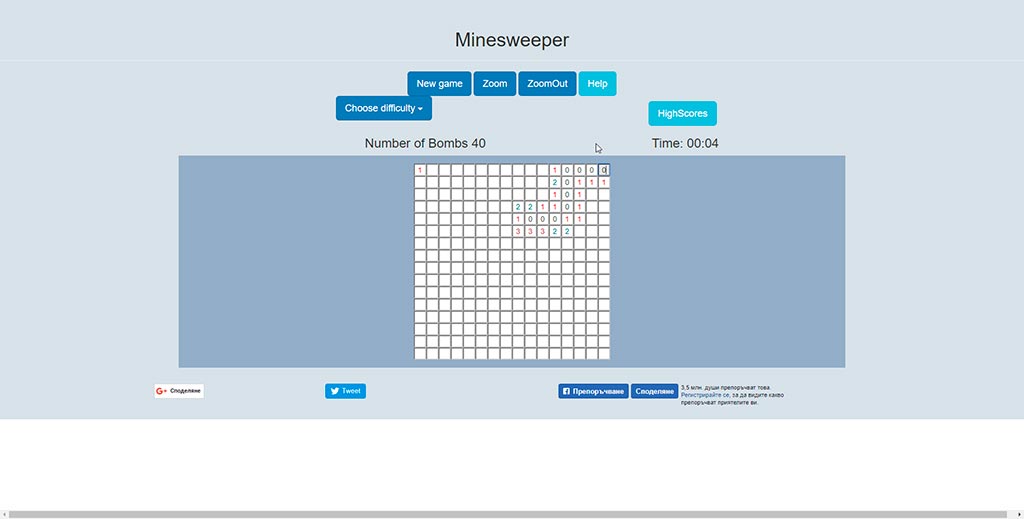 Minesweeper
New game Zoom ZoomOut Help
Choose difficulty
HighScores
Number of Bombs 40 Time: 00:04
1 1 0 0 0 0
2 0 1 1 1
1 0 1
2 2 1 1 0 1
1 0 0 0 1 1
3 3 3 2 2
G+ Споделяне Tweet Препоръчване Споделяне 3,5 млн. души препоръчват това.
Регистрирайте се, за да видите какво
препоръчват приятелите ви.